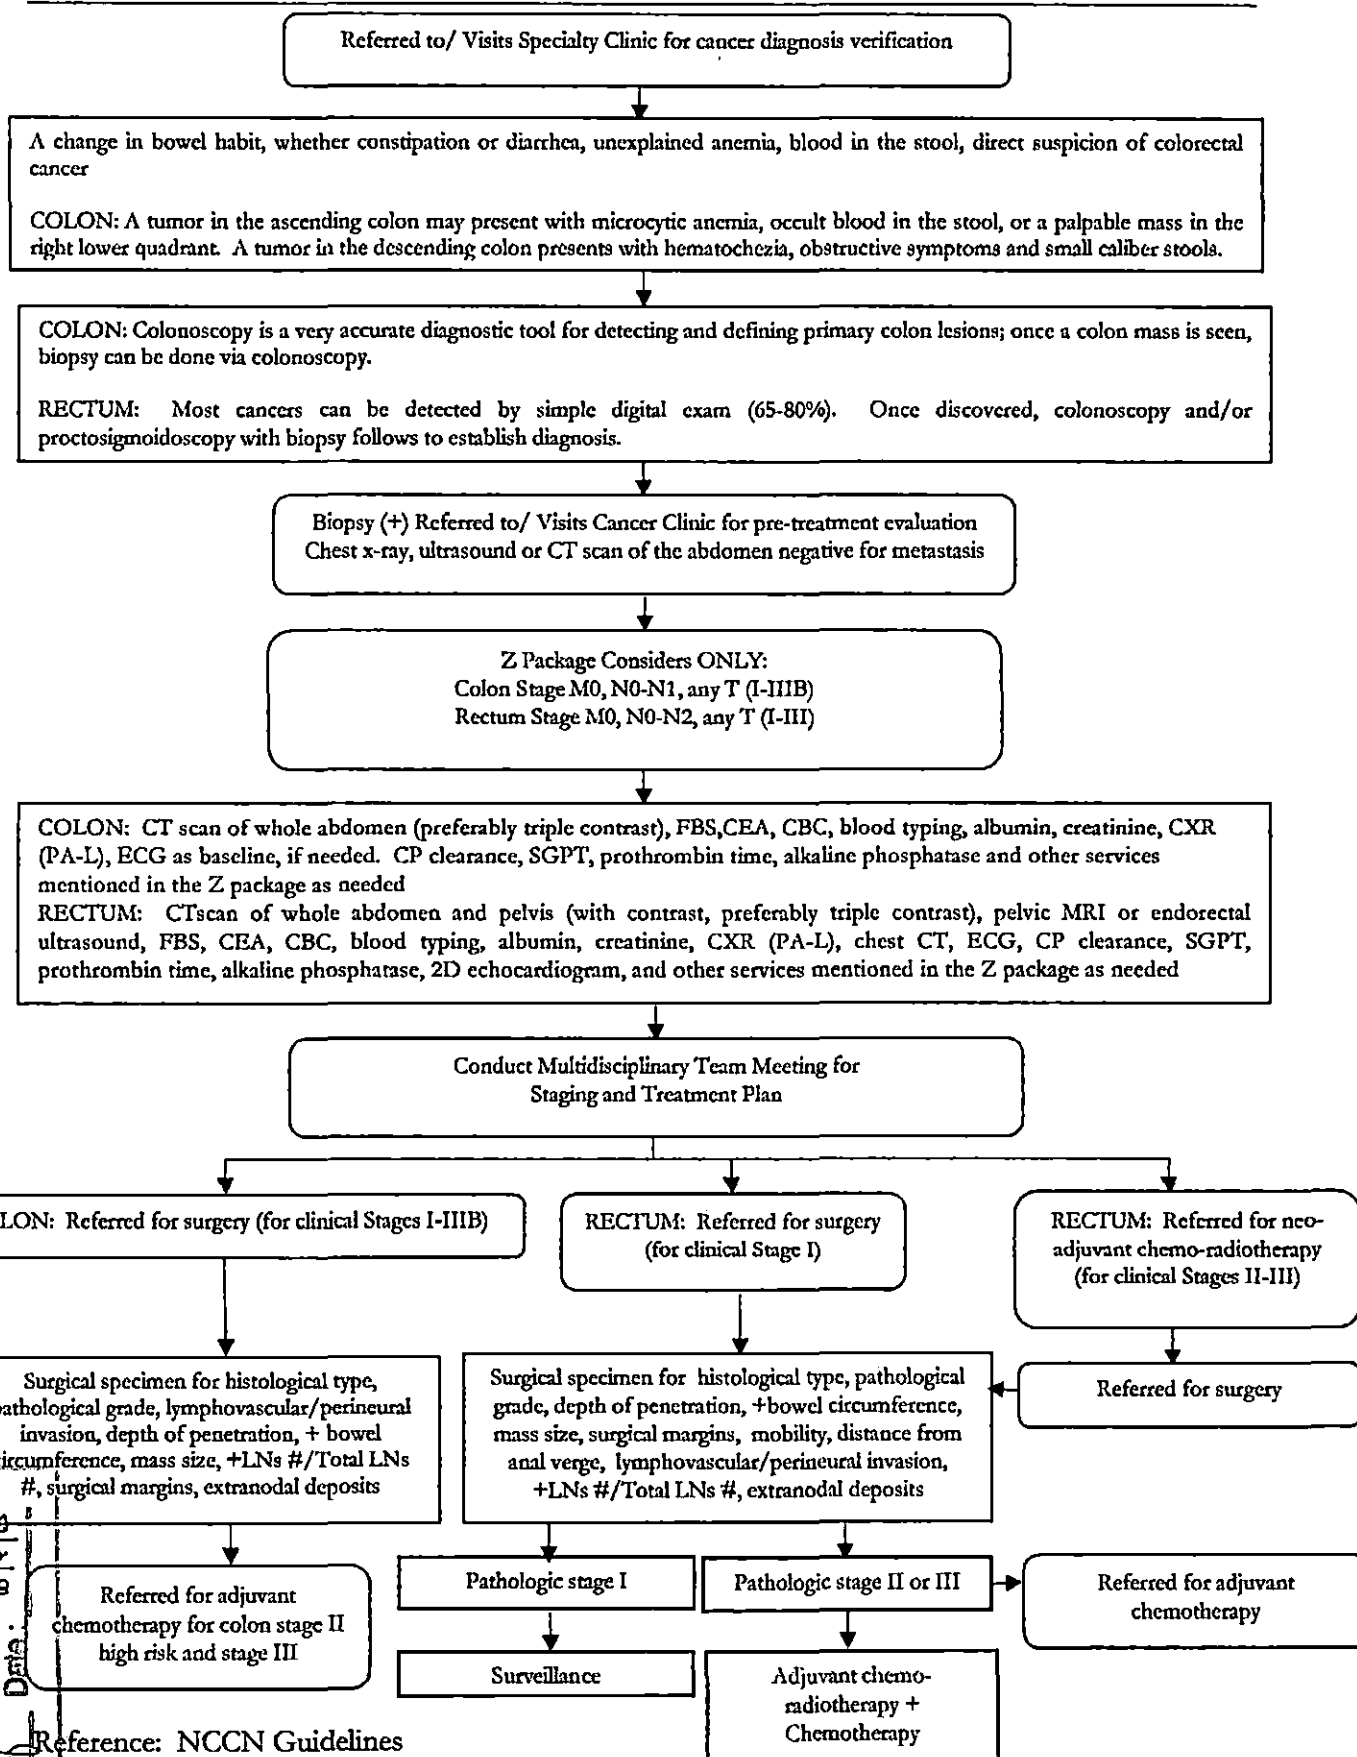 Referred to/ Visits Specialty Clinic for cancer diagnosis verification
A change in bowel habit, whether constipation or diarrhea, unexplained anemia, blood in the stool, direct suspicion of colorectal
cancer
COLON: A tumor in the ascending colon may present with microcytic anemia, occult blood in the stool, or a palpable mass in the
right lower quadrant. A tumor in the descending colon presents with hematochezia, obstructive symptoms and small caliber stools.
COLON: Colonoscopy is a very accurate diagnostic tool for detecting and defining primary colon lesions; once a colon mass is seen,
biopsy can be done via colonoscopy.
RECTUM: Most cancers can be detected by simple digital exam (65-80%). Once discovered, colonoscopy and/or
proctosigmoidoscopy with biopsy follows to establish diagnosis.
Biopsy (+) Referred to/ Visits Cancer Clinic for pre-treatment evaluation
Chest x-ray, ultrasound or CT scan of the abdomen negative for metastasis
Z Package Considers ONLY:
Colon Stage M0, N0-N1, any T (I-IIIB)
Rectum Stage M0, N0-N2, any T (I-III)
COLON: CT scan of whole abdomen (preferably triple contrast), FBS,CEA, CBC, blood typing, albumin, creatinine, CXR
(PA-L), ECG as baseline, if needed. CP clearance, SGPT, prothrombin time, alkaline phosphatase and other services
mentioned in the Z package as needed
RECTUM: CTscan of whole abdomen and pelvis (with contrast, preferably triple contrast), pelvic MRI or endorectal
ultrasound, FBS, CEA, CBC, blood typing, albumin, creatinine, CXR (PA-L), chest CT, ECG, CP clearance, SGPT,
prothrombin time, alkaline phosphatase, 2D echocardiogram, and other services mentioned in the Z package as needed
Conduct Multidisciplinary Team Meeting for
Staging and Treatment Plan
LON: Referred for surgery (for clinical Stages I-IIIB)
RECTUM: Referred for surgery
(for clinical Stage I)
RECTUM: Referred for neo-
adjuvant chemo-radiotherapy
(for clinical Stages II-III)
Surgical specimen for histological type,
pathological grade, lymphovascular/perineural
invasion, depth of penetration, + bowel
circumference, mass size, +LNs #/Total LNs
#, surgical margins, extranodal deposits
Surgical specimen for histological type, pathological
grade, depth of penetration, +bowel circumference,
mass size, surgical margins, mobility, distance from
anal verge, lymphovascular/perineural invasion,
+LNs #/Total LNs #, extranodal deposits
Referred for surgery
Referred for adjuvant
chemotherapy for colon stage II
high risk and stage III
Pathologic stage I
Pathologic stage II or III
Referred for adjuvant
chemotherapy
Surveillance
Adjuvant chemo-
radiotherapy +
Chemotherapy
Date:
Reference: NCCN Guidelines